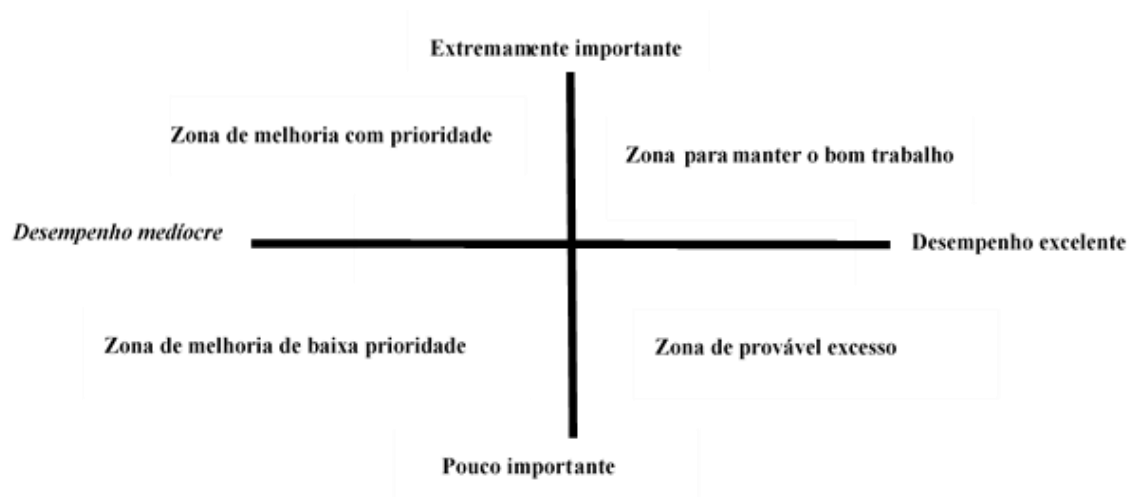 Extremamente importante
Zona de melhoria com prioridade
Zona para manter o bom trabalho
Desempenho medíocre
Desempenho excelente
Zona de melhoria de baixa prioridade
Zona de provável excesso
Pouco importante